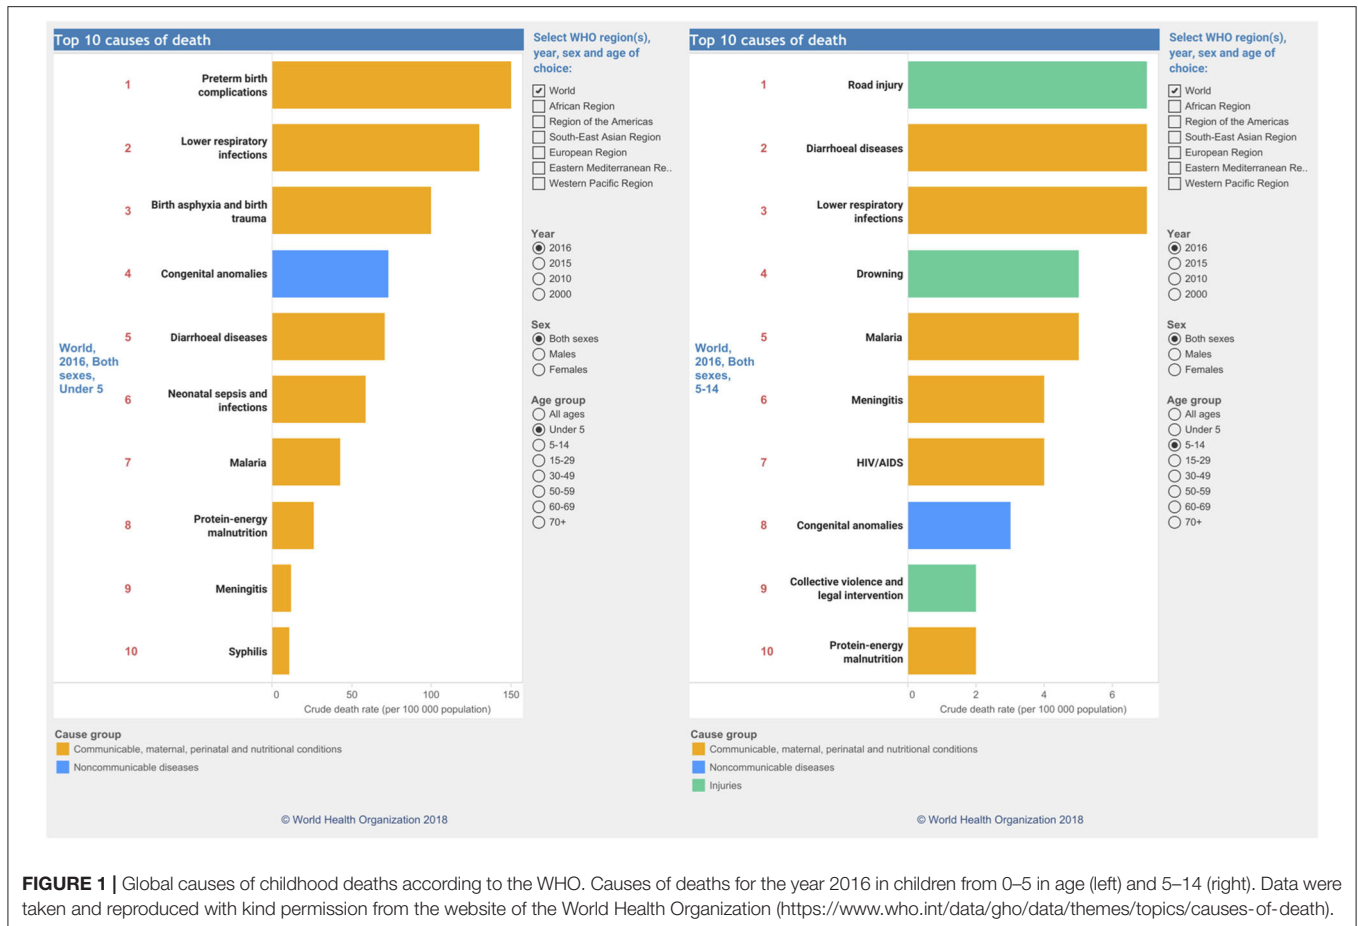 Top 10 causes of death
1
Preterm birth
complications
2
Lower respiratory
infections
3
Birth asphyxia and birth
trauma
4
Congenital anomalies
5
Diarrhoeal diseases
6
Neonatal sepsis and
infections
7
Malaria
8
Protein-energy
malnutrition
9
Meningitis
10
Syphilis
World,
2016, Both
sexes,
Under 5
0
50
100
150
Crude death rate (per 100 000 population)
Cause group
Communicable, maternal, perinatal and nutritional conditions
Noncommunicable diseases
© World Health Organization 2018
Select WHO region(s),
year, sex and age of
choice:
World
African Region
Region of the Americas
South-East Asian Region
European Region
Eastern Mediterranean Re..
Western Pacific Region
Year
2016
2015
2010
2000
Sex
Both sexes
Males
Females
Age group
All ages
Under 5
5-14
15-29
30-49
50-59
60-69
70+
Top 10 causes of death
1
Road injury
2
Diarrhoeal diseases
3
Lower respiratory
infections
4
Drowning
5
Malaria
6
Meningitis
7
HIV/AIDS
8
Congenital anomalies
9
Collective violence and
legal intervention
10
Protein-energy
malnutrition
World,
2016, Both
sexes,
5-14
0
2
4
6
Crude death rate (per 100 000 population)
Cause group
Communicable, maternal, perinatal and nutritional conditions
Noncommunicable diseases
Injuries
© World Health Organization 2018
Select WHO region(s),
year, sex and age of
choice:
World
African Region
Region of the Americas
South-East Asian Region
European Region
Eastern Mediterranean Re..
Western Pacific Region
Year
2016
2015
2010
2000
Sex
Both sexes
Males
Females
Age group
All ages
Under 5
5-14
15-29
30-49
50-59
60-69
70+
FIGURE 1 | Global causes of childhood deaths according to the WHO. Causes of deaths for the year 2016 in children from 0–5 in age (left) and 5–14 (right). Data were
taken and reproduced with kind permission from the website of the World Health Organization (https://www.who.int/data/gho/data/themes/topics/causes-of-death).